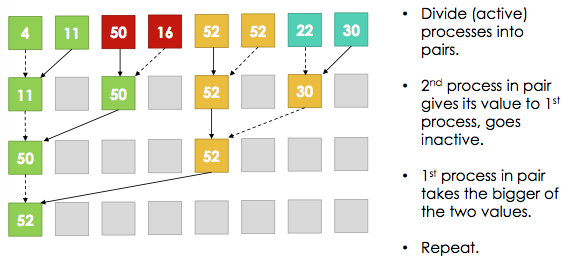 4 11 50 16 52 52 22 30
11 50 52 30
50 52
52
• Divide (active)
processes into
pairs.
• 2nd process in pair
gives its value to 1st
process, goes
inactive.
• 1st process in pair
takes the bigger of
the two values.
• Repeat.